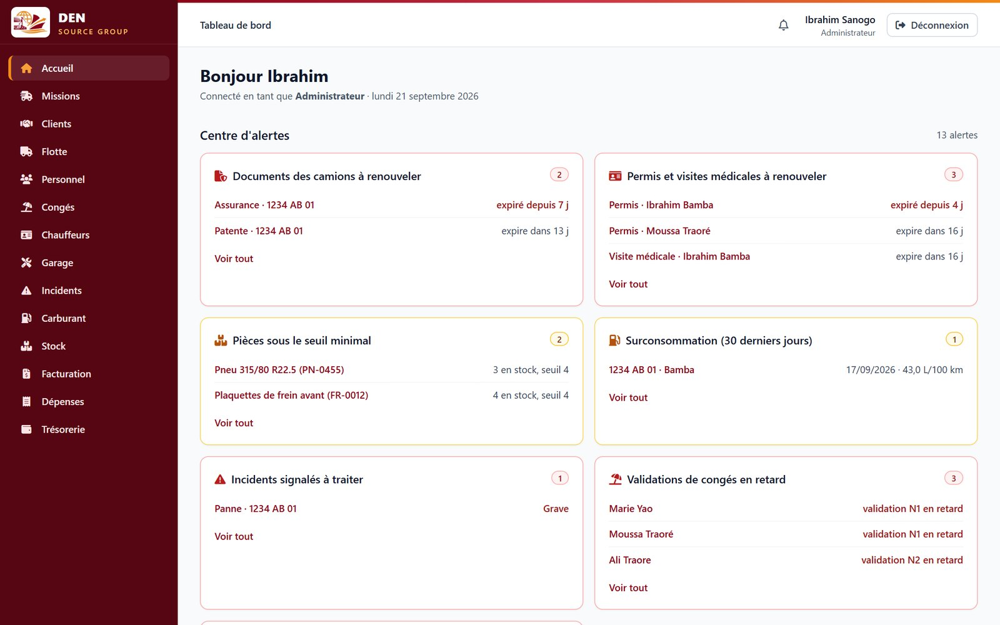 DEN
SOURCE GROUP
Accueil
Missions
Clients
Flotte
Personnel
Congés
Chauffeurs
Garage
Incidents
Carburant
Stock
Facturation
Dépenses
Trésorerie
Tableau de bord
Ibrahim Sanogo
Administrateur
Déconnexion
Bonjour Ibrahim
Connecté en tant que Administrateur · lundi 21 septembre 2026
Centre d'alertes
13 alertes
Documents des camions à renouveler 2
Assurance · 1234 AB 01 expiré depuis 7 j
Patente · 1234 AB 01 expire dans 13 j
Voir tout
Permis et visites médicales à renouveler 3
Permis · Ibrahim Bamba expiré depuis 4 j
Permis · Moussa Traoré expire dans 16 j
Visite médicale · Ibrahim Bamba expire dans 16 j
Voir tout
Pièces sous le seuil minimal 2
Pneu 315/80 R22.5 (PN-0455) 3 en stock, seuil 4
Plaquettes de frein avant (FR-0012) 4 en stock, seuil 4
Voir tout
Surconsommation (30 derniers jours) 1
1234 AB 01 · Bamba 17/09/2026 · 43,0 L/100 km
Voir tout
Incidents signalés à traiter 1
Panne · 1234 AB 01 Grave
Voir tout
Validations de congés en retard 3
Marie Yao validation N1 en retard
Moussa Traoré validation N1 en retard
Ali Traore validation N2 en retard
Voir tout